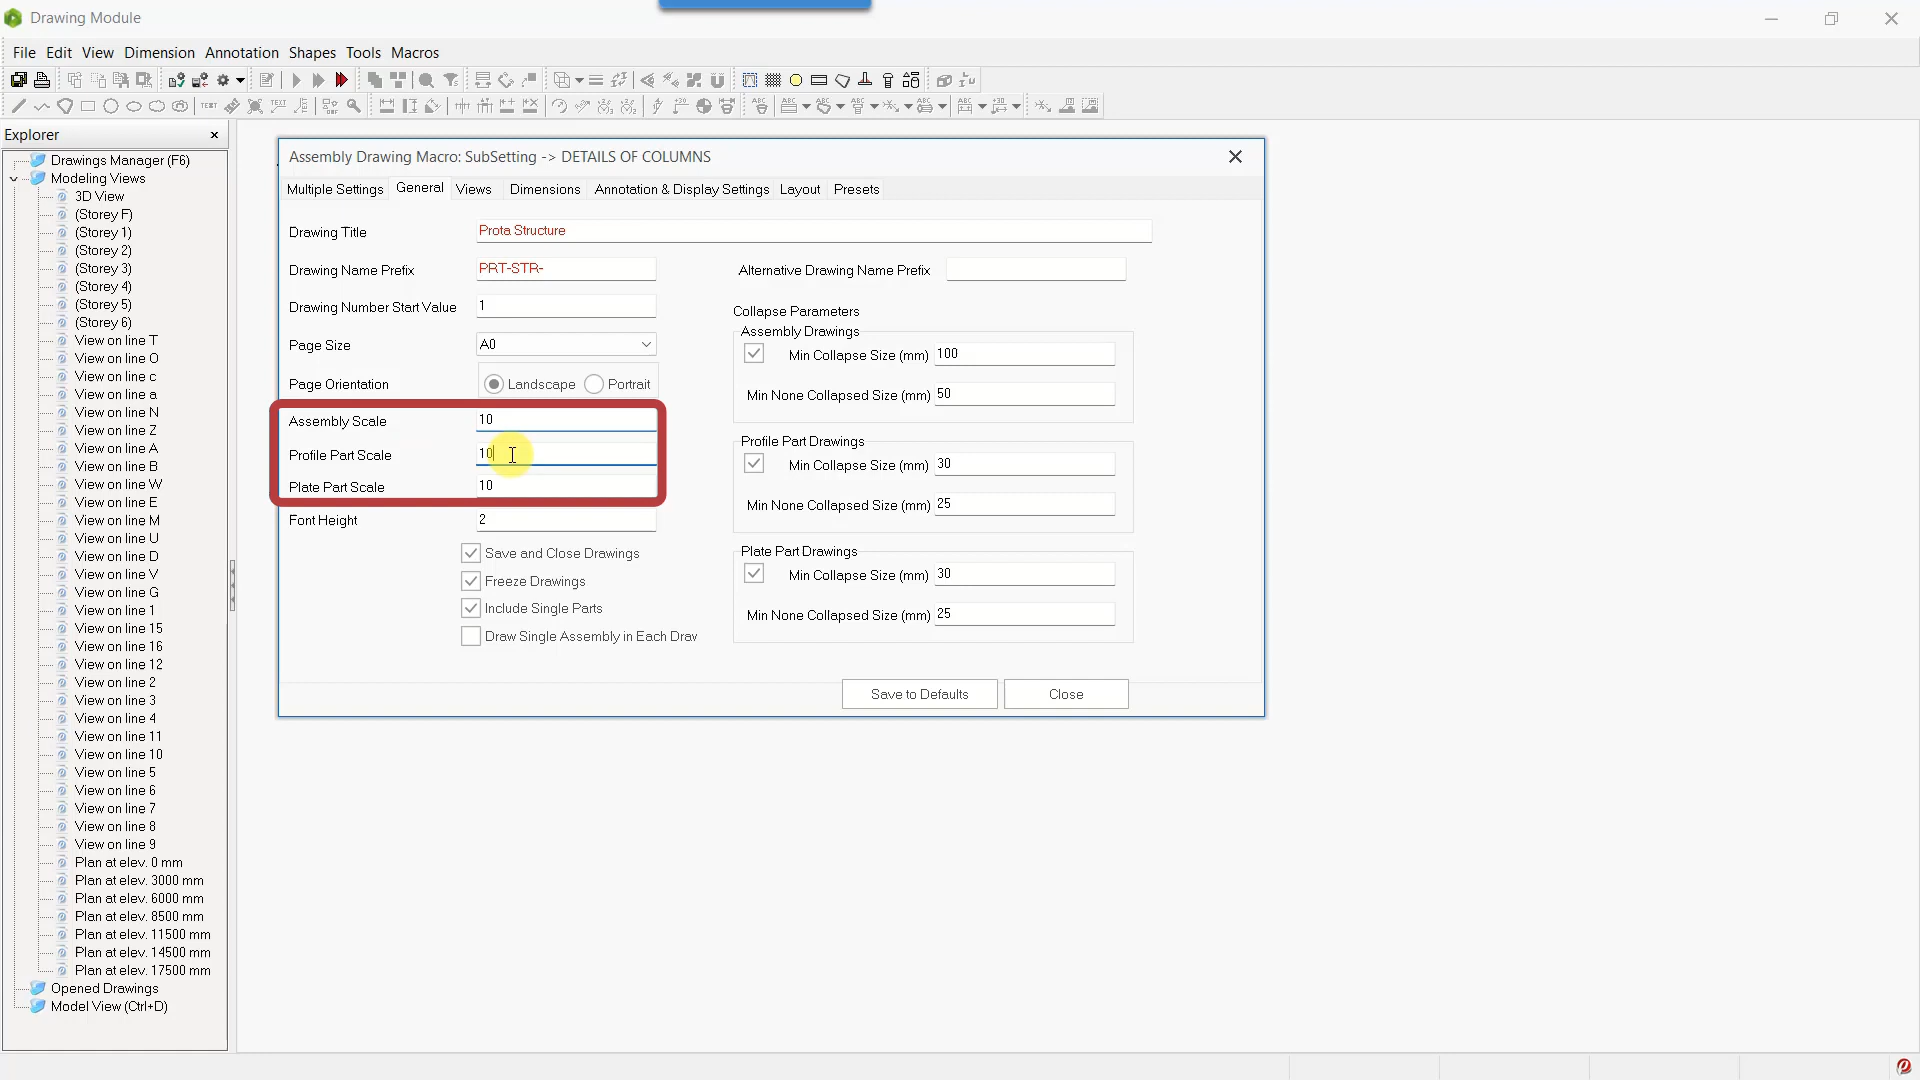 Drawing Module
File Edit View Dimension Annotation Shapes Tools Macros
Explorer
Drawings Manager (F6)
Modeling Views
3D View
(Storey F)
(Storey 1)
(Storey 2)
(Storey 3)
(Storey 4)
(Storey 5)
(Storey 6)
View on line T
View on line O
View on line c
View on line a
View on line N
View on line Z
View on line A
View on line B
View on line W
View on line E
View on line M
View on line U
View on line D
View on line V
View on line G
View on line 1
View on line 15
View on line 16
View on line 12
View on line 2
View on line 3
View on line 4
View on line 11
View on line 10
View on line 5
View on line 6
View on line 7
View on line 8
View on line 9
Plan at elev. 0 mm
Plan at elev. 3000 mm
Plan at elev. 6000 mm
Plan at elev. 8500 mm
Plan at elev. 11500 mm
Plan at elev. 14500 mm
Plan at elev. 17500 mm
Opened Drawings
Model View (Ctrl+D)
Assembly Drawing Macro: SubSetting -> DETAILS OF COLUMNS
Multiple Settings General Views Dimensions Annotation & Display Settings Layout Presets
Drawing Title Prota Structure
Drawing Name Prefix PRT-STR-
Drawing Number Start Value 1
Page Size A0
Page Orientation Landscape Portrait
Assembly Scale 10
Profile Part Scale 10
Plate Part Scale 10
Font Height 2
Save and Close Drawings
Freeze Drawings
Include Single Parts
Draw Single Assembly in Each Drav
Alternative Drawing Name Prefix
Collapse Parameters
Assembly Drawings
Min Collapse Size (mm) 100
Min None Collapsed Size (mm) 50
Profile Part Drawings
Min Collapse Size (mm) 30
Min None Collapsed Size (mm) 25
Plate Part Drawings
Min Collapse Size (mm) 30
Min None Collapsed Size (mm) 25
Save to Defaults Close